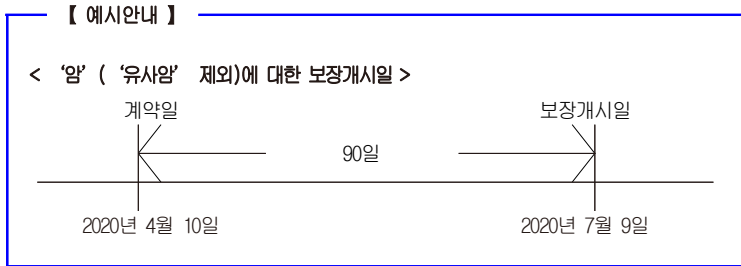 【 예시안내 】
< ‘암’ ( ‘유사암’ 제외)에 대한 보장개시일 >
계약일 보장개시일
90일
2020년 4월 10일 2020년 7월 9일